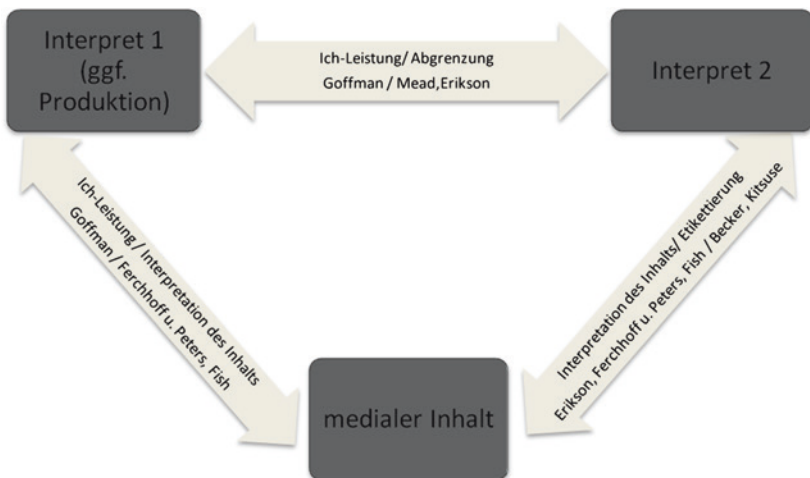 Interpret 1
(ggf.
Produktion)
Ich-Leistung/ Abgrenzung
Goffman / Mead,Erikson
Interpret 2
Ich-Leistung / Interpretation des Inhalts
Goffman / Ferchhoff u. Peters, Fish
Interpretation des Inhalts/ Etikettierung
Erikson, Ferchhoff u. Peters, Fish / Becker, Kitsuse
medialer Inhalt